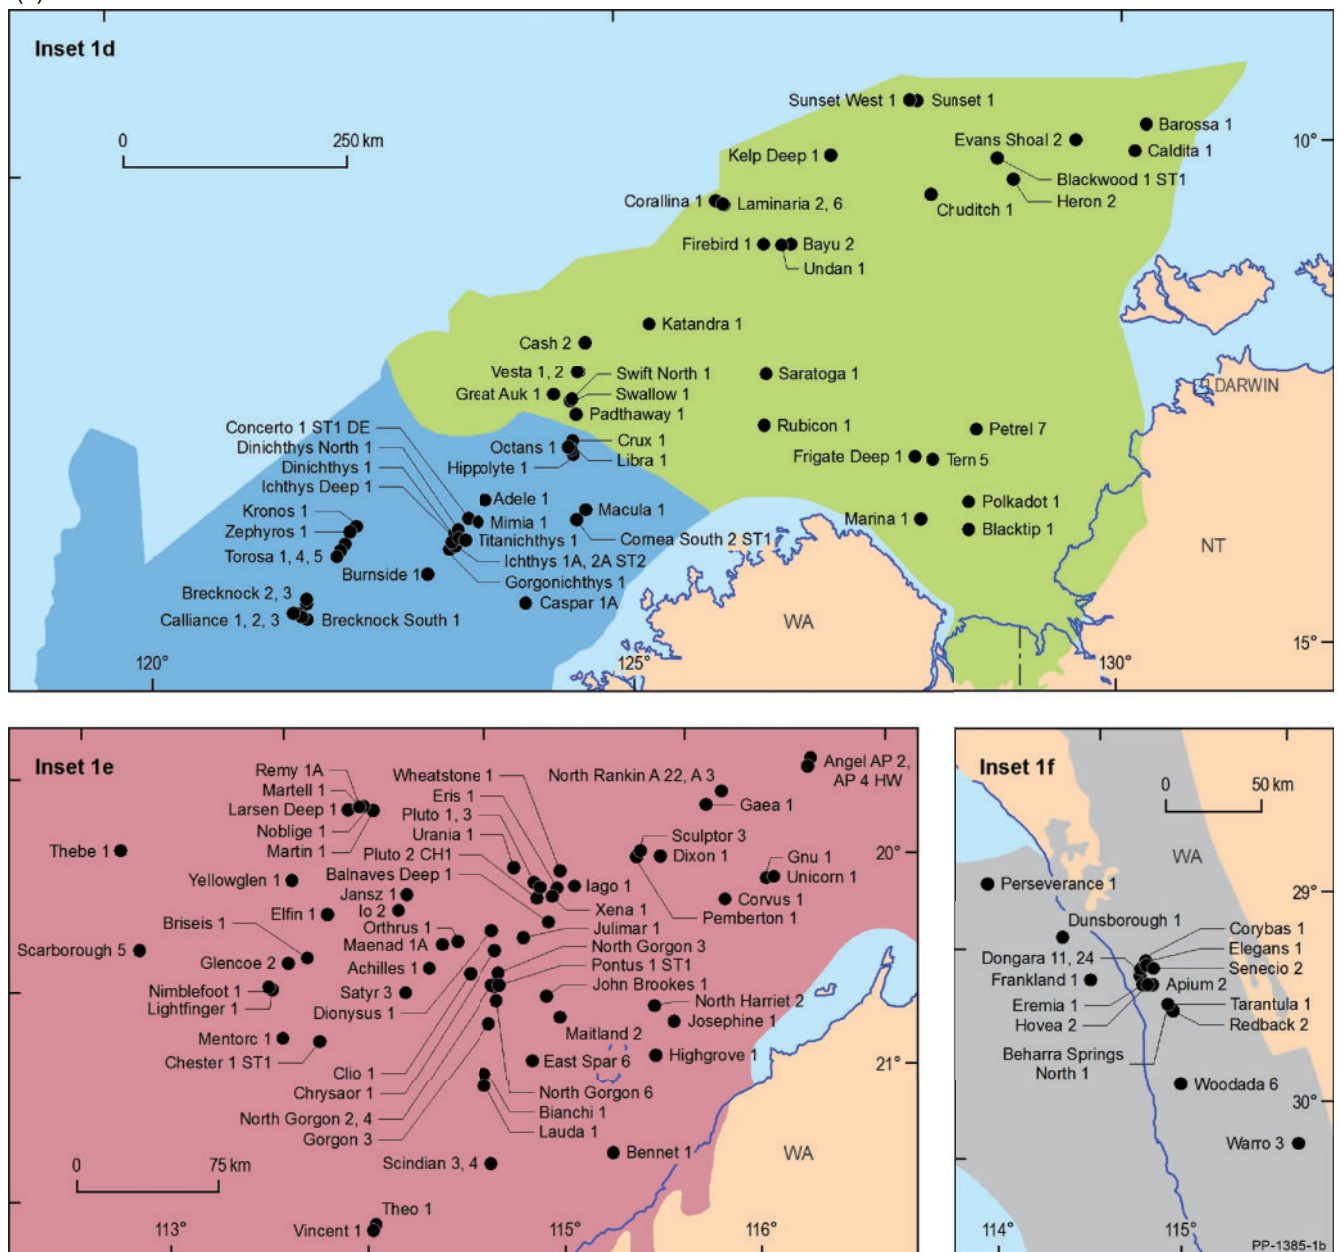 Inset 1d
0
250 km
Sunset West 1
Sunset 1
Barossa 1
Evans Shoal 2
10°
Caldita 1
Kelp Deep 1
Blackwood 1 ST1
Heron 2
Corallina 1
Laminaria 2, 6
Chuditch 1
Firebird 1
Bayu 2
Undan 1
Katandra 1
Cash 2
Vesta 1, 2
Swift North 1
Saratoga 1
DARWIN
Great Auk 1
Swallow 1
Padthaway 1
Concerto 1 ST1 DE
Rubicon 1
Petrel 7
Dinichthys North 1
Octans 1
Crux 1
Libra 1
Dinichthys 1
Hippolyte 1
Frigate Deep 1
Tern 5
Ichthys Deep 1
Adele 1
Polkadot 1
Kronos 1
Macula 1
Marina 1
Zephyros 1
Mimia 1
Blacktip 1
Titanichthys 1
Cornea South 2 ST1
NT
Torosa 1, 4, 5
Ichthys 1A, 2A ST2
Burnside 1
Gorgonichthys 1
Brecknock 2, 3
Caspar 1A
Calliance 1, 2, 3
Brecknock South 1
WA
15°
120°
125°
130°
Inset 1e
Remy 1A
Wheatstone 1
North Rankin A 22, A 3
Angel AP 2,
AP 4 HW
Martell 1
Eris 1
Larsen Deep 1
Pluto 1, 3
Gaea 1
Noblige 1
Urania 1
Sculptor 3
Thebe 1
Martin 1
Pluto 2 CH1
Dixon 1
Gnu 1
20°
Balnaves Deep 1
Unicorn 1
Yellowglen 1
Jansz 1
Iago 1
Corvus 1
Elfin 1
Io 2
Xena 1
Pemberton 1
Briseis 1
Orthrus 1
Julimar 1
Scarborough 5
Maenad 1A
North Gorgon 3
Glencoe 2
Achilles 1
Pontus 1 ST1
Nimblefoot 1
Satyr 3
John Brookes 1
Lightfinger 1
Dionysus 1
North Harriet 2
Josephine 1
Mentorc 1
Maitland 2
Chester 1 ST1
East Spar 6
Highgrove 1
21°
Clio 1
Chrysaor 1
North Gorgon 6
North Gorgon 2, 4
Bianchi 1
Gorgon 3
Lauda 1
Scindian 3, 4
Bennet 1
WA
0
75 km
Theo 1
Vincent 1
113°
115°
116°
Inset 1f
0
50 km
WA
Perseverance 1
29°
Dunsborough 1
Corybas 1
Elegans 1
Dongara 11, 24
Senecio 2
Frankland 1
Apium 2
Eremia 1
Tarantula 1
Hovea 2
Redback 2
Beharra Springs
North 1
Woodada 6
30°
Warro 3
114°
115°
PP-1385-1b